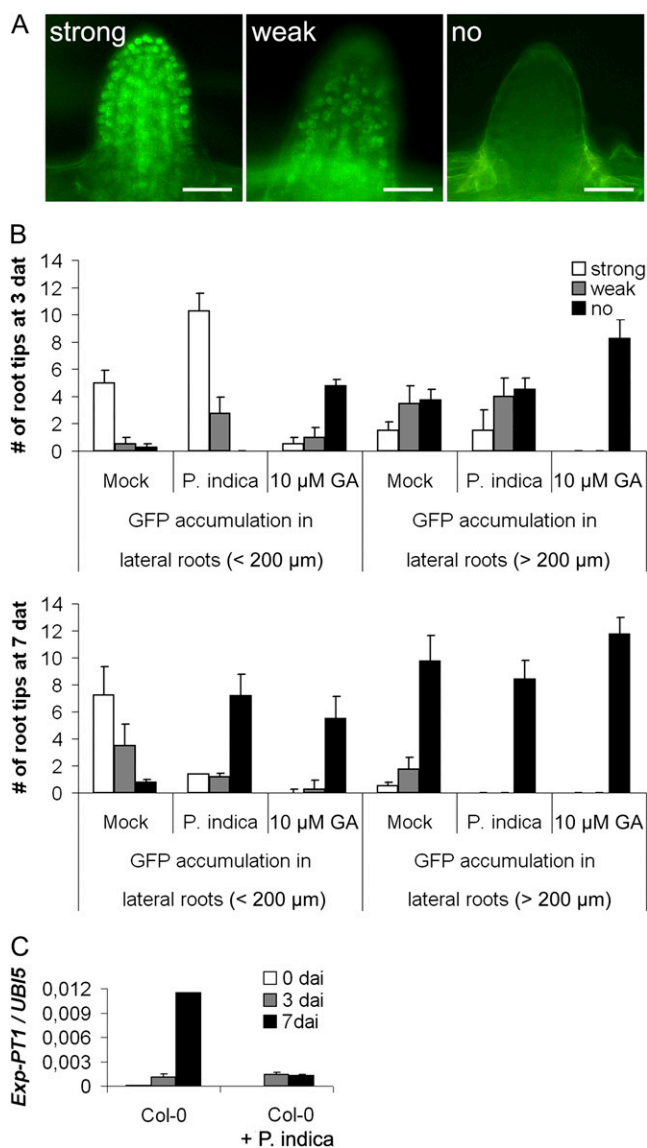 A
strong
weak
no
B
# of root tips at 3 dat
14
12
10
8
6
4
2
0
strong
weak
no
Mock
P. indica
10 µM GA
Mock
P. indica
10 µM GA
GFP accumulation in
lateral roots (< 200 µm)
GFP accumulation in
lateral roots (> 200 µm)
# of root tips at 7 dat
14
12
10
8
6
4
2
0
Mock
P. indica
10 µM GA
Mock
P. indica
10 µM GA
GFP accumulation in
lateral roots (< 200 µm)
GFP accumulation in
lateral roots (> 200 µm)
C
Exp-PT1 / UBI5
0,012
0,009
0,006
0,003
0
0 dai
3 dai
7dai
Col-0
Col-0
+ P. indica